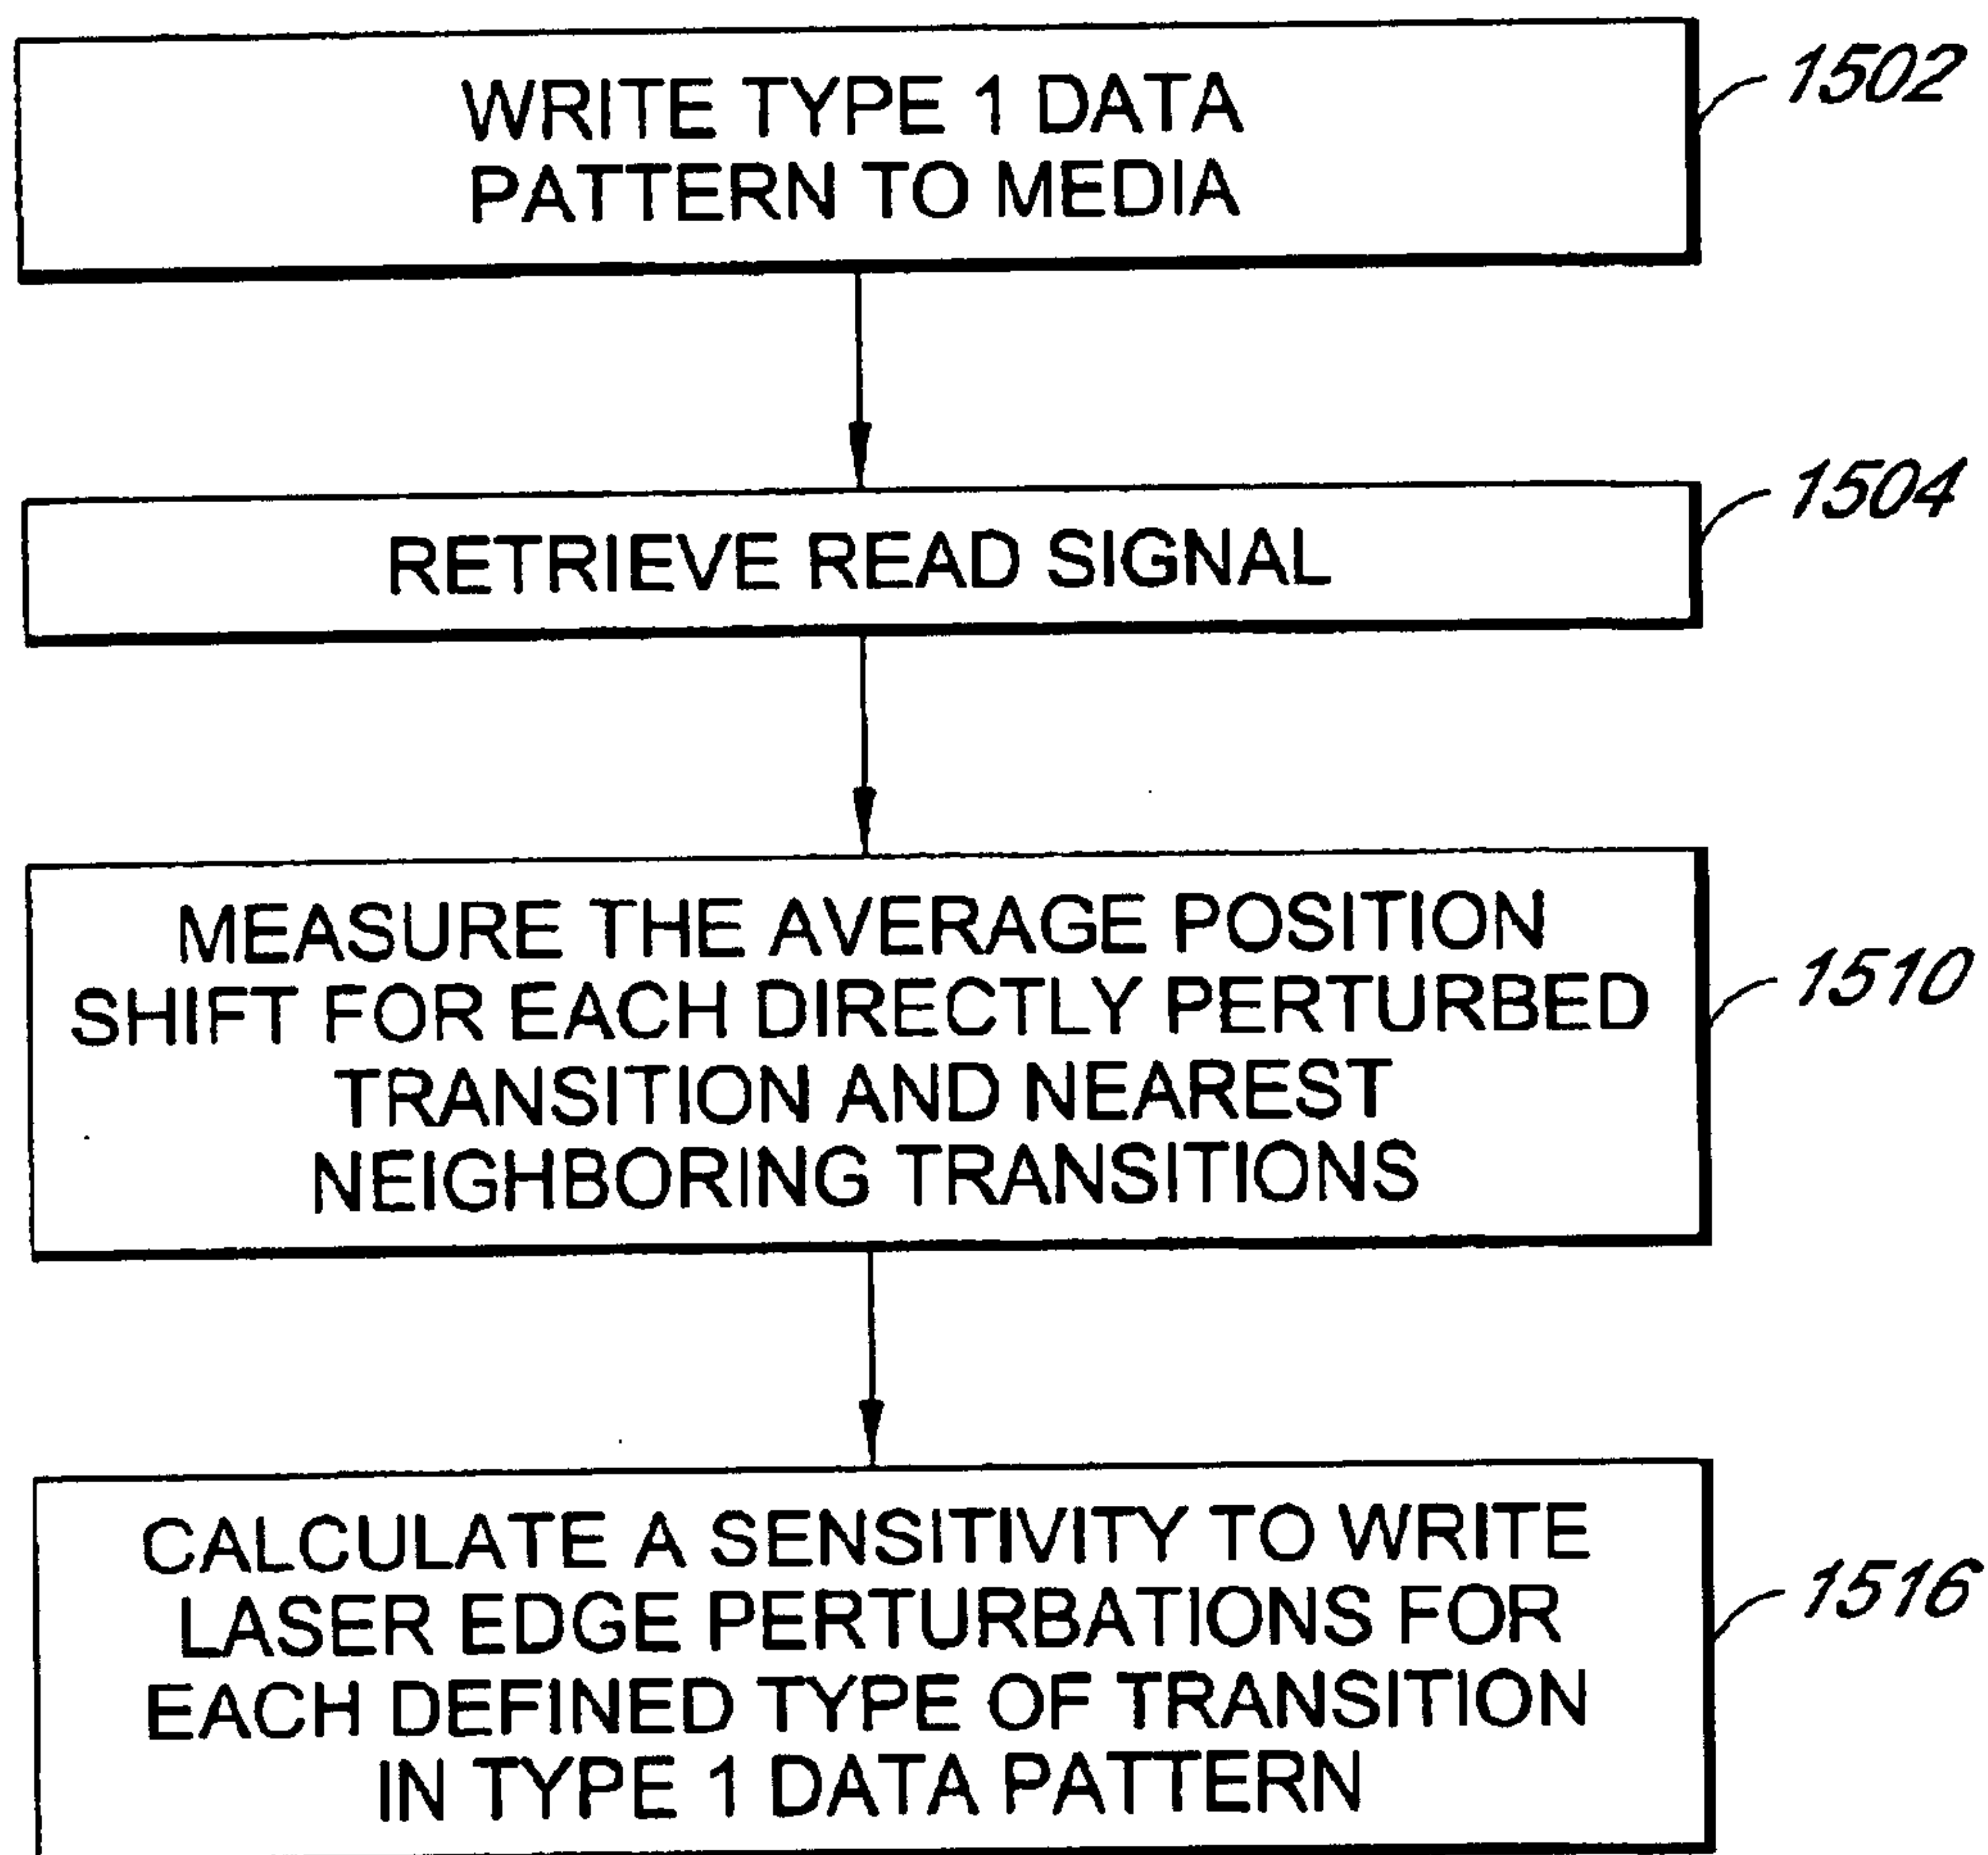 WRITE TYPE 1 DATA
PATTERN TO MEDIA
1502
RETRIEVE READ SIGNAL
1504
MEASURE THE AVERAGE POSITION
SHIFT FOR EACH DIRECTLY PERTURBED
TRANSITION AND NEAREST
NEIGHBORING TRANSITIONS
1510
CALCULATE A SENSITIVITY TO WRITE
LASER EDGE PERTURBATIONS FOR
EACH DEFINED TYPE OF TRANSITION
IN TYPE 1 DATA PATTERN
1516